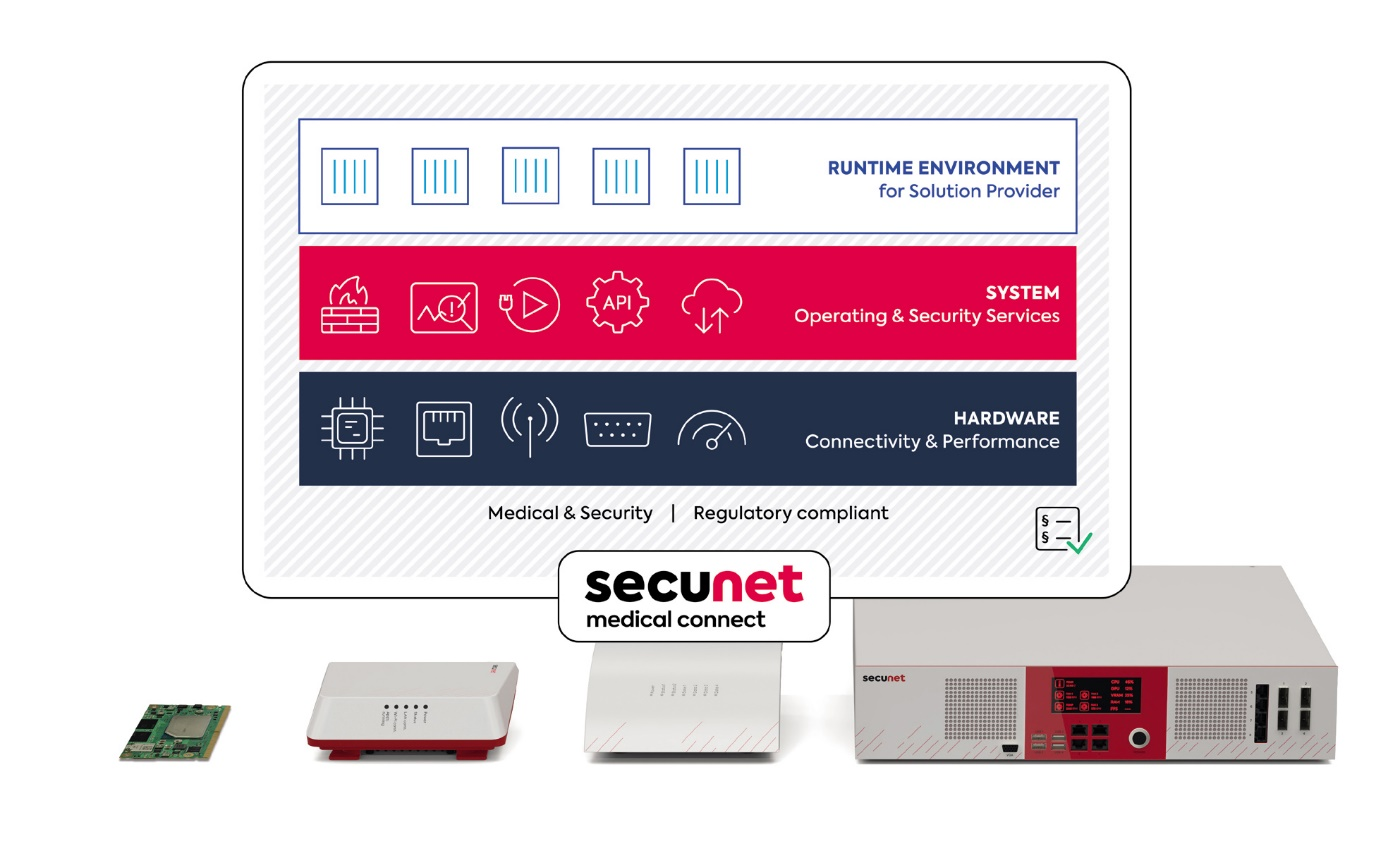 RUNTIME ENVIRONMENT
for Solution Provider
API
SYSTEM
Operating & Security Services
HARDWARE
Connectivity & Performance
Medical & Security | Regulatory compliant
§
§
secunet
medical connect
secunet